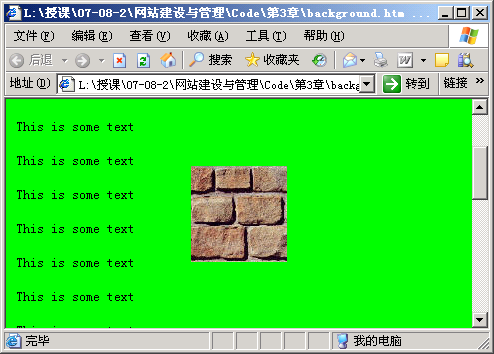 L:\授课\07-08-2\网站建设与管理\Code\第3章\background.htm ...
文件(F) 编辑(E) 查看(V) 收藏(A) 工具(T) 帮助(H)
后退 搜索 收藏夹
地址(D) L:\授课\07-08-2\网站建设与管理\Code\第3章\backg 转到 链接 »
This is some text
This is some text
This is some text
This is some text
This is some text
This is some text
This is some text
完毕 我的电脑